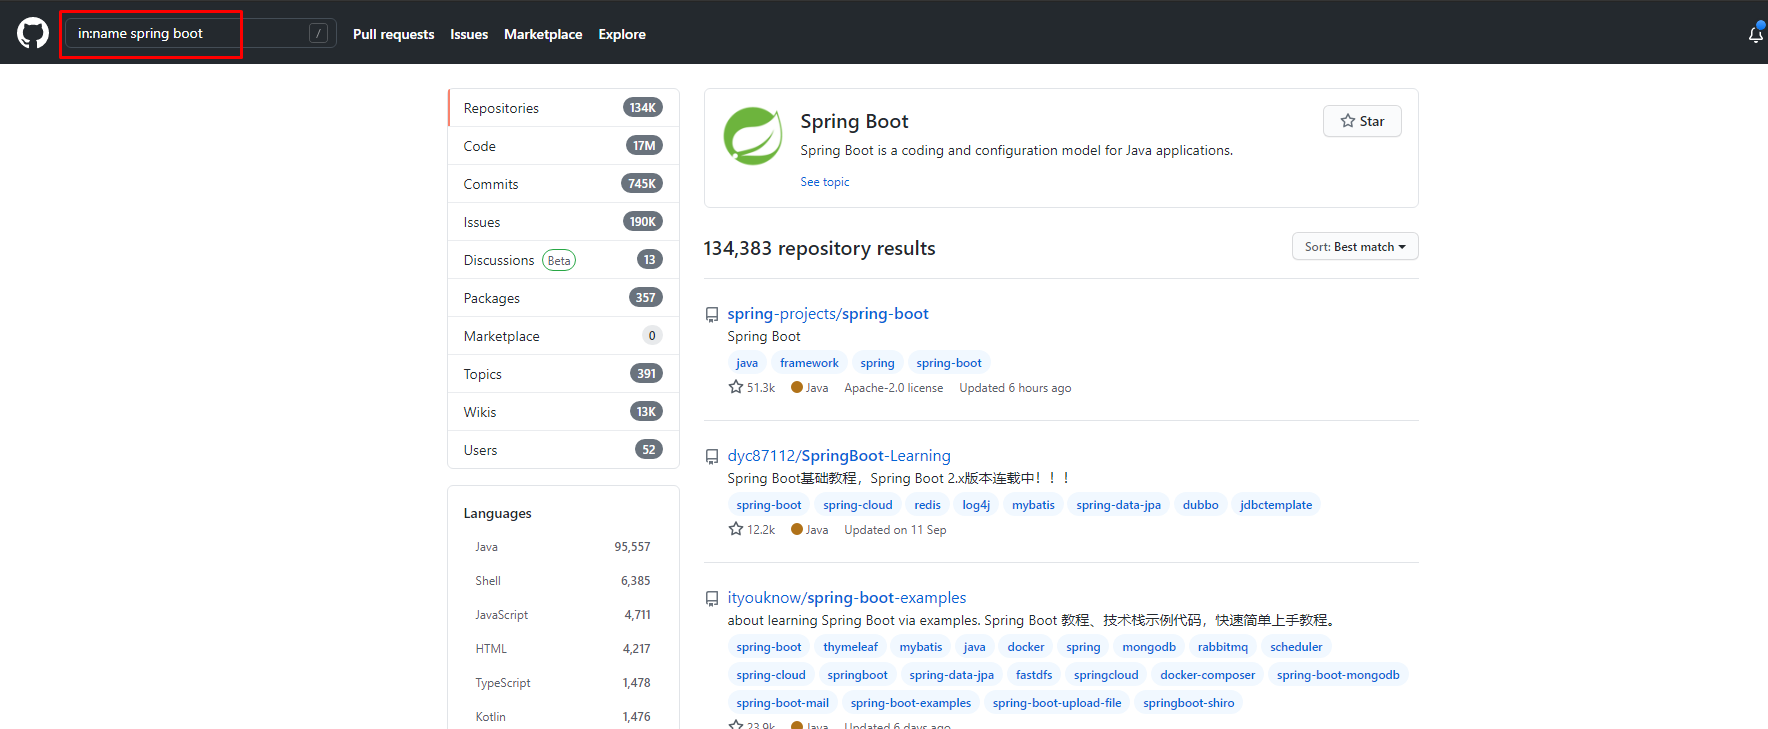 in:name spring boot
/
Pull requests Issues Marketplace Explore
Repositories 134K
Code 17M
Commits 745K
Issues 190K
Discussions Beta 13
Packages 357
Marketplace 0
Topics 391
Wikis 13K
Users 52
Languages
Java 95,557
Shell 6,385
JavaScript 4,711
HTML 4,217
TypeScript 1,478
Kotlin 1,476
Spring Boot
Star
Spring Boot is a coding and configuration model for Java applications.
See topic
134,383 repository results
Sort: Best match
spring-projects/spring-boot
Spring Boot
java framework spring spring-boot
51.3k Java Apache-2.0 license Updated 6 hours ago
dyc87112/SpringBoot-Learning
Spring Boot基础教程，Spring Boot 2.x版本连载中！！！
spring-boot spring-cloud redis log4j mybatis spring-data-jpa dubbo jdbctemplate
12.2k Java Updated on 11 Sep
ityouknow/spring-boot-examples
about learning Spring Boot via examples. Spring Boot 教程、技术栈示例代码，快速简单上手教程。
spring-boot thymeleaf mybatis java docker spring mongodb rabbitmq scheduler
spring-cloud springboot spring-data-jpa fastdfs springcloud docker-composer spring-boot-mongodb
spring-boot-mail spring-boot-examples spring-boot-upload-file springboot-shiro
23.9k Java Updated 6 days ago